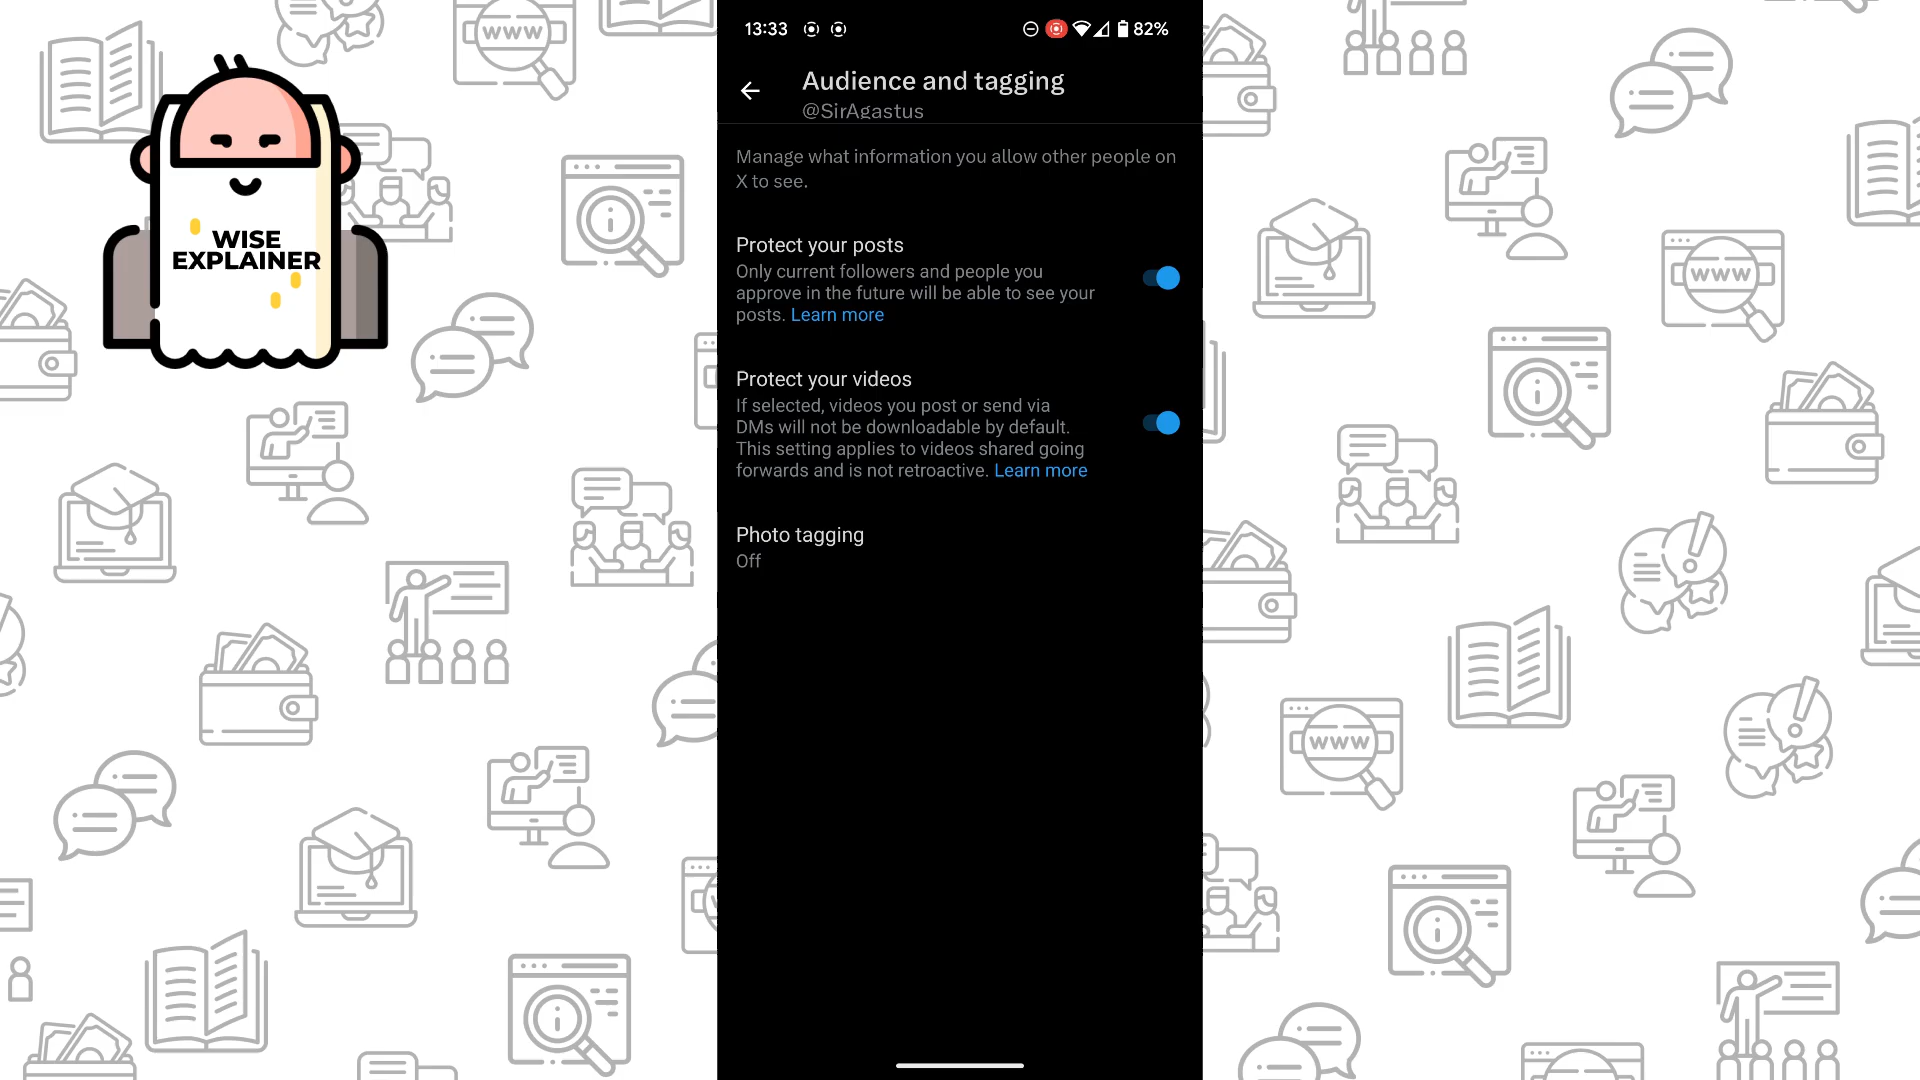 WISE
EXPLAINER
13:33
82%
Audience and tagging
@SirAgastus
Manage what information you allow other people on
X to see.
Protect your posts
Only current followers and people you
approve in the future will be able to see your
posts. Learn more
Protect your videos
If selected, videos you post or send via
DMs will not be downloadable by default.
This setting applies to videos shared going
forwards and is not retroactive. Learn more
Photo tagging
Off
WWW
WWW
WWW